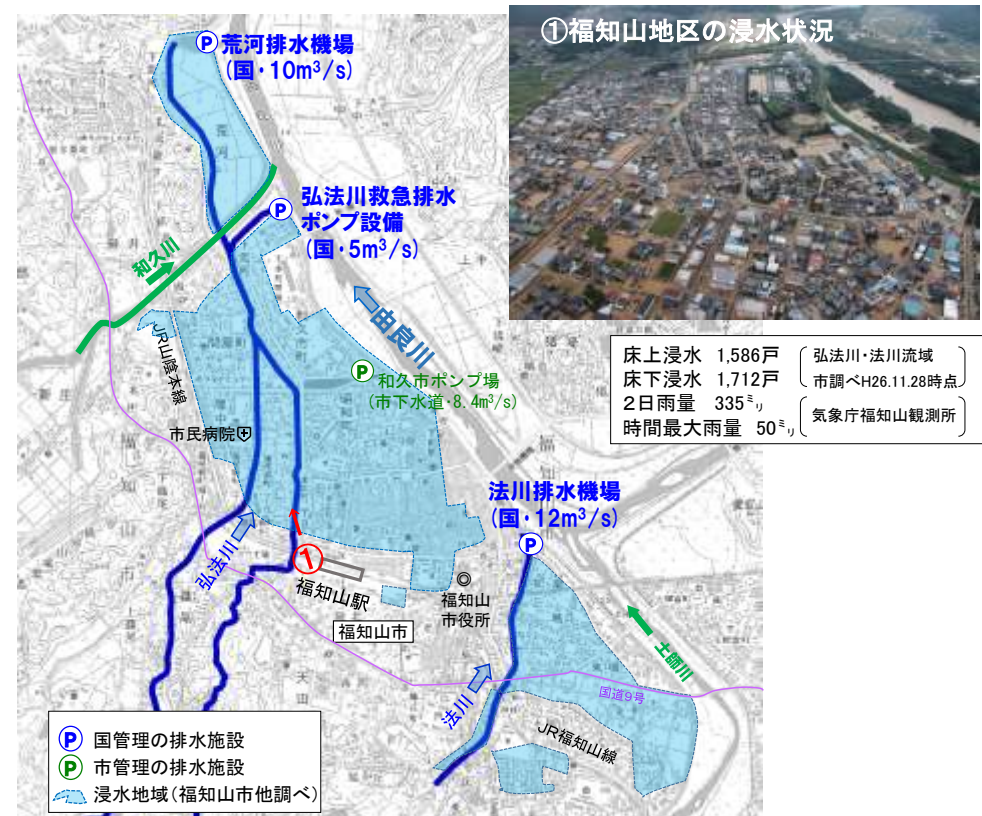 ①福知山地区の浸水状況
荒河排水機場
(国・10m³/s)
弘法川救急排水
ポンプ設備
(国・5m³/s)
和久川
由良川
JR山陰本線
和久市ポンプ場
(市下水道・8.4m³/s)
市民病院
床上浸水 1,586戸
床下浸水 1,712戸
弘法川・法川流域
市調べH26.11.28時点
2日雨量 335ミリ
時間最大雨量 50ミリ
気象庁福知山観測所
法川排水機場
(国・12m³/s)
弘法川
①
福知山駅
福知山
市役所
福知山市
土師川
国道9号
法川
JR福知山線
P 国管理の排水施設
P 市管理の排水施設
浸水地域(福知山市他調べ)